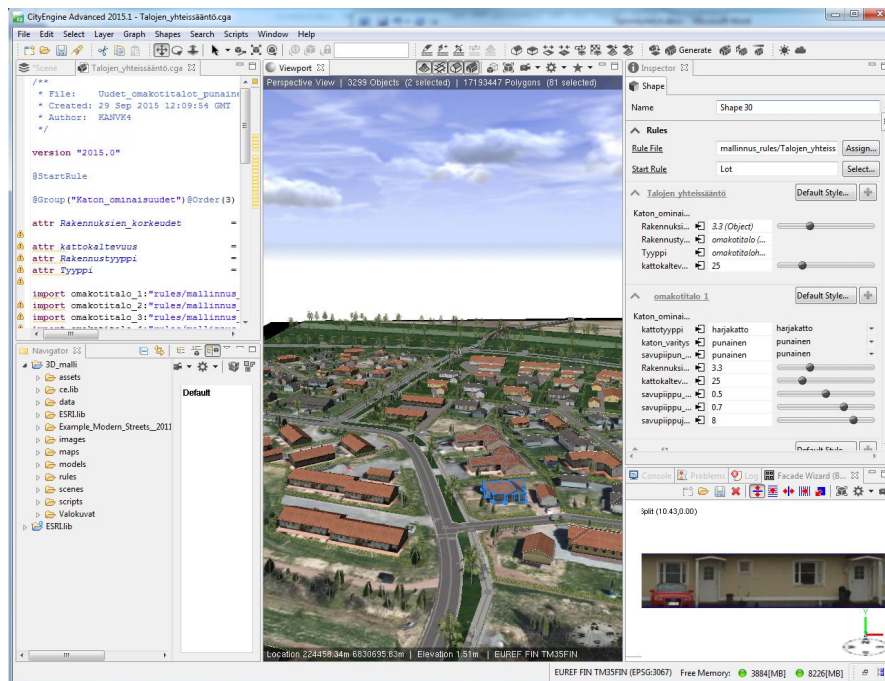 CityEngine Advanced 2015.1 - Talojen_yhteissääntö.cga
File Edit Select Layer Graph Shapes Search Scripts Window Help
Generate
*Scene
Talojen_yhteissääntö.cga
/**
* File: Uudet_omakotitalot_punaine
* Created: 29 Sep 2015 12:09:54 GMT
* Author: KANVK4
*/
version "2015.0"
@StartRule
@Group("Katon_ominaisuudet")@Order(3)
attr Rakennuksien_korkeudet =
attr kattokaltevuus =
attr Rakennustyyppi =
attr Tyyppi =
import omakotitalo_1:"rules/mallinnus_
import omakotitalo_2:"rules/mallinnus_
import omakotitalo_3:"rules/mallinnus_
Navigator
3D_malli
assets
ce.lib
data
ESRI.lib
Example_Modern_Streets__2011
images
maps
models
rules
scenes
scripts
Valokuvat
ESRI.lib
Default
Viewport
Perspective View | 3299 Objects (2 selected) | 17193447 Polygons (81 selected)
Location 224458.34m 6830695.83m | Elevation 1.51m | EUREF FIN TM35FIN
Inspector
Shape
Name Shape 30
Rules
Rule File mallinnus_rules/Talojen_yhteiss Assign...
Start Rule Lot Select...
Talojen yhteissääntö Default Style...
Katon_ominai...
Rakennuksi... 3.3 (Object)
Rakennusty... omakotitalo (...
Tyyppi omakotitaloh...
kattokaltev... 25
omakotitalo 1 Default Style...
Katon_ominai...
kattotyyppi harjakatto harjakatto
katon_varitys punainen punainen
savupiipun_... punainen punainen
Rakennuksi... 3.3
kattokaltev... 25
savupiippu_... 0.5
savupiippu_... 0.7
savupiippuj... 8
Default Style...
Console Problems Log Facade Wizard (B...
Split (10.43,0.00)
EUREF FIN TM35FIN (EPSG:3067) Free Memory: 3884[MB] 8226[MB]